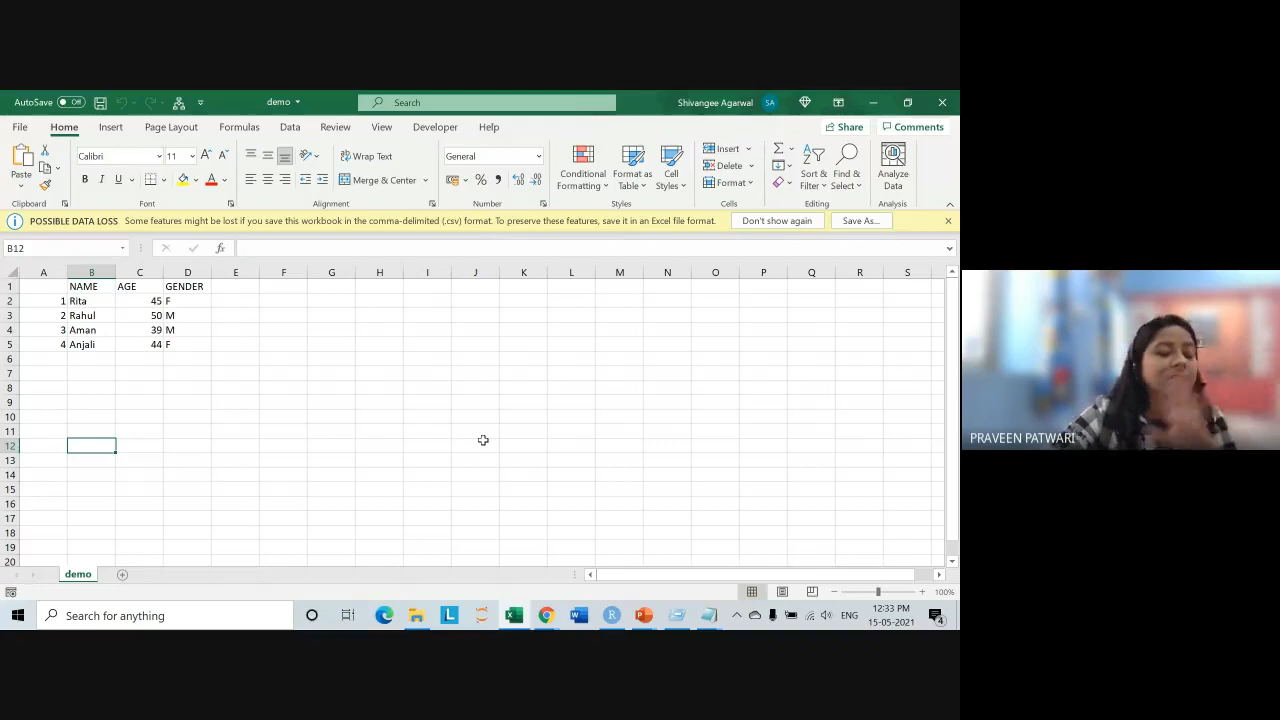 AutoSave Off demo Search Shivangee Agarwal SA
File Home Insert Page Layout Formulas Data Review View Developer Help Share Comments
Paste Calibri 11 Wrap Text General Conditional Formatting Format as Table Cell Styles Insert Sort & Filter Find & Select Analyze Data
B I U Merge & Center Delete
Format
Clipboard Font Alignment Number Styles Cells Editing Analysis
POSSIBLE DATA LOSS Some features might be lost if you save this workbook in the comma-delimited (.csv) format. To preserve these features, save it in an Excel file format. Don't show again Save As...
B12 fx
A B C D E F G H I J K L M N O P Q R S
1 NAME AGE GENDER
2 1 Rita 45 F
3 2 Rahul 50 M
4 3 Aman 39 M
5 4 Anjali 44 F
6
7
8
9
10
11
12
13
14
15
16
17
18
19
20
demo
100%
Search for anything ENG 12:33 PM
15-05-2021 4
PRAVEEN PATWARI